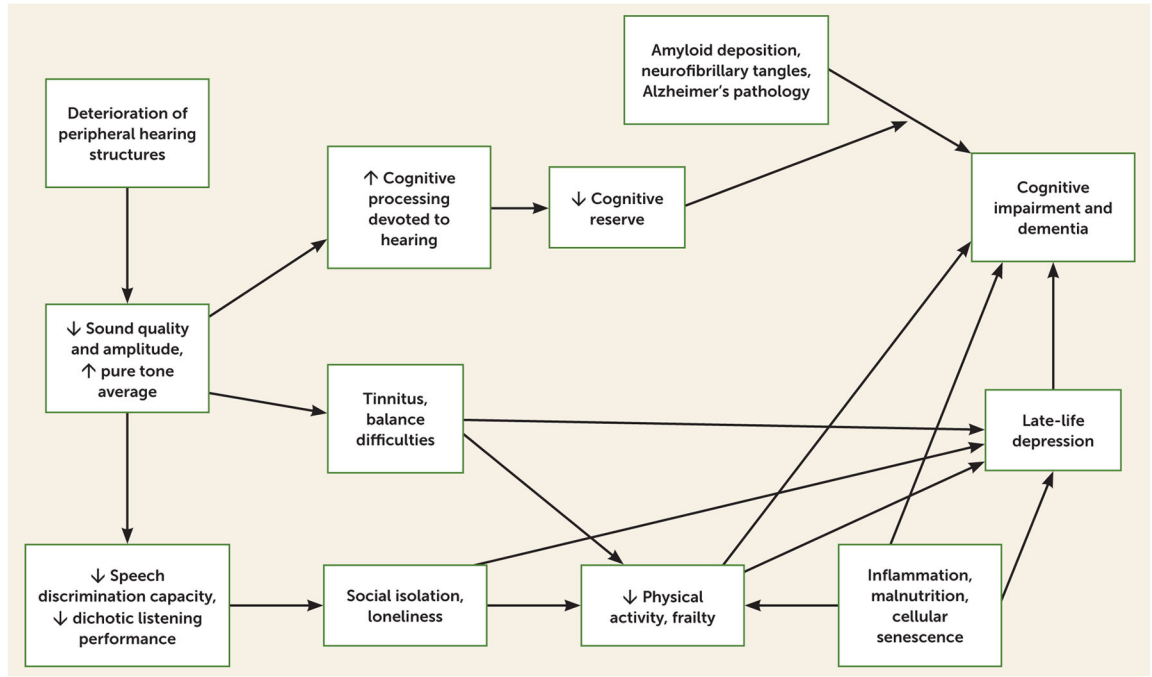 Amyloid deposition,
neurofibrillary tangles,
Alzheimer's pathology
Deterioration of
peripheral hearing
structures
↑ Cognitive
processing
devoted to
hearing
↓ Cognitive
reserve
Cognitive
impairment and
dementia
↓ Sound quality
and amplitude,
↑ pure tone
average
Tinnitus,
balance
difficulties
Late-life
depression
↓ Speech
discrimination capacity,
↓ dichotic listening
performance
Social isolation,
loneliness
↓ Physical
activity, frailty
Inflammation,
malnutrition,
cellular
senescence